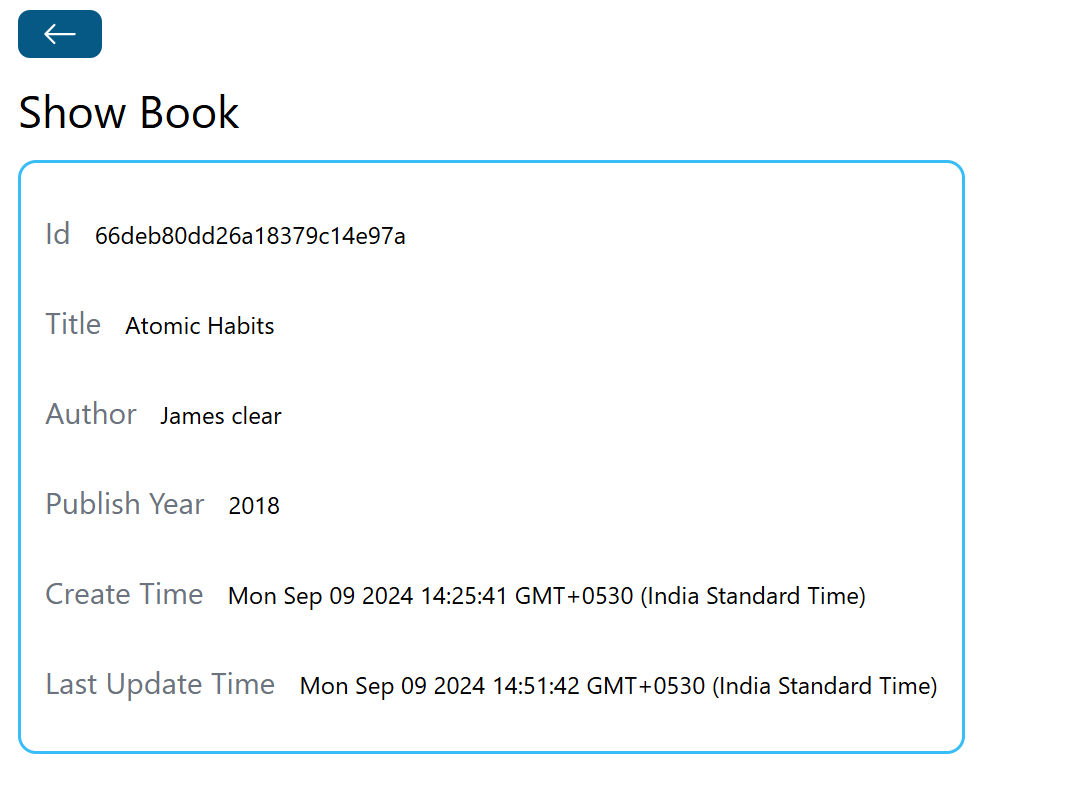 Show Book
Id 66deb80dd26a18379c14e97a
Title Atomic Habits
Author James clear
Publish Year 2018
Create Time Mon Sep 09 2024 14:25:41 GMT+0530 (India Standard Time)
Last Update Time Mon Sep 09 2024 14:51:42 GMT+0530 (India Standard Time)